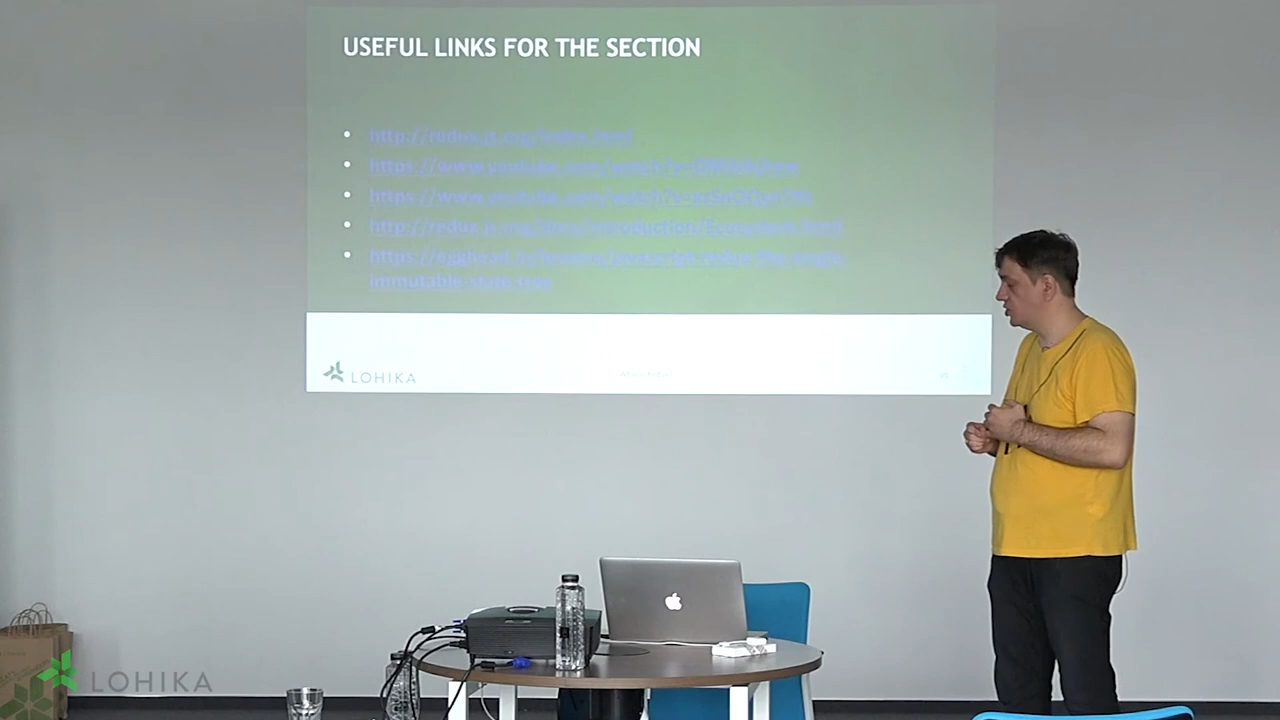 USEFUL LINKS FOR THE SECTION
http://redux.js.org/index.html
https://www.youtube.com/watch?v=
https://www.youtube.com/watch?v=
http://redux.js.org/docs/introduction/Ecosystem.html
https://egghead.io/lessons/javascript-redux-the-single-
immutable-state-tree
LOHIKA
LOHIKA